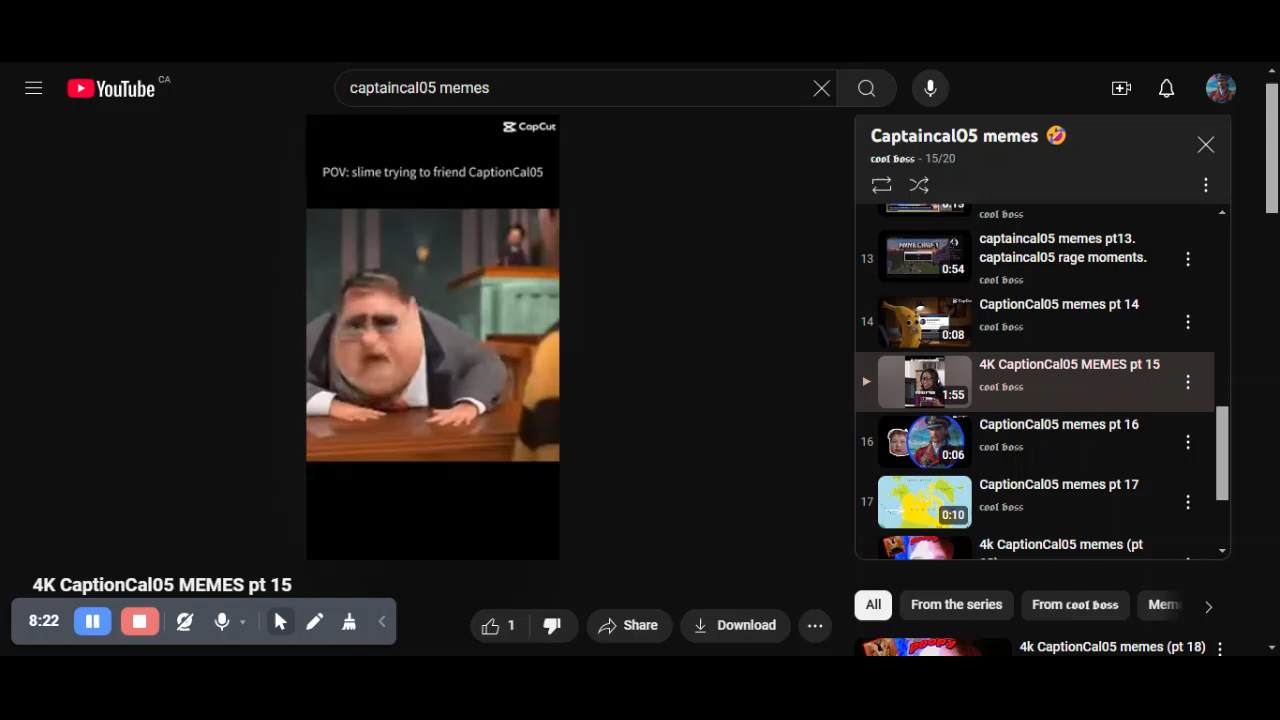 YouTube CA
captaincal05 memes
CapCut
POV: slime trying to friend CaptionCal05
Captaincal05 memes 🤣
cool boss - 15/20
cool boss
13
MINECRAFT
0:54
captaincal05 memes pt13.
captaincal05 rage moments.
cool boss
14
0:08
CaptionCal05 memes pt 14
cool boss
1:55
4K CaptionCal05 MEMES pt 15
cool boss
16
0:06
CaptionCal05 memes pt 16
cool boss
17
0:10
CaptionCal05 memes pt 17
cool boss
4k CaptionCal05 memes (pt
4K CaptionCal05 MEMES pt 15
8:22
1
Share
Download
All
From the series
From cool boss
Mem
poopy
4k CaptionCal05 memes (pt 18)